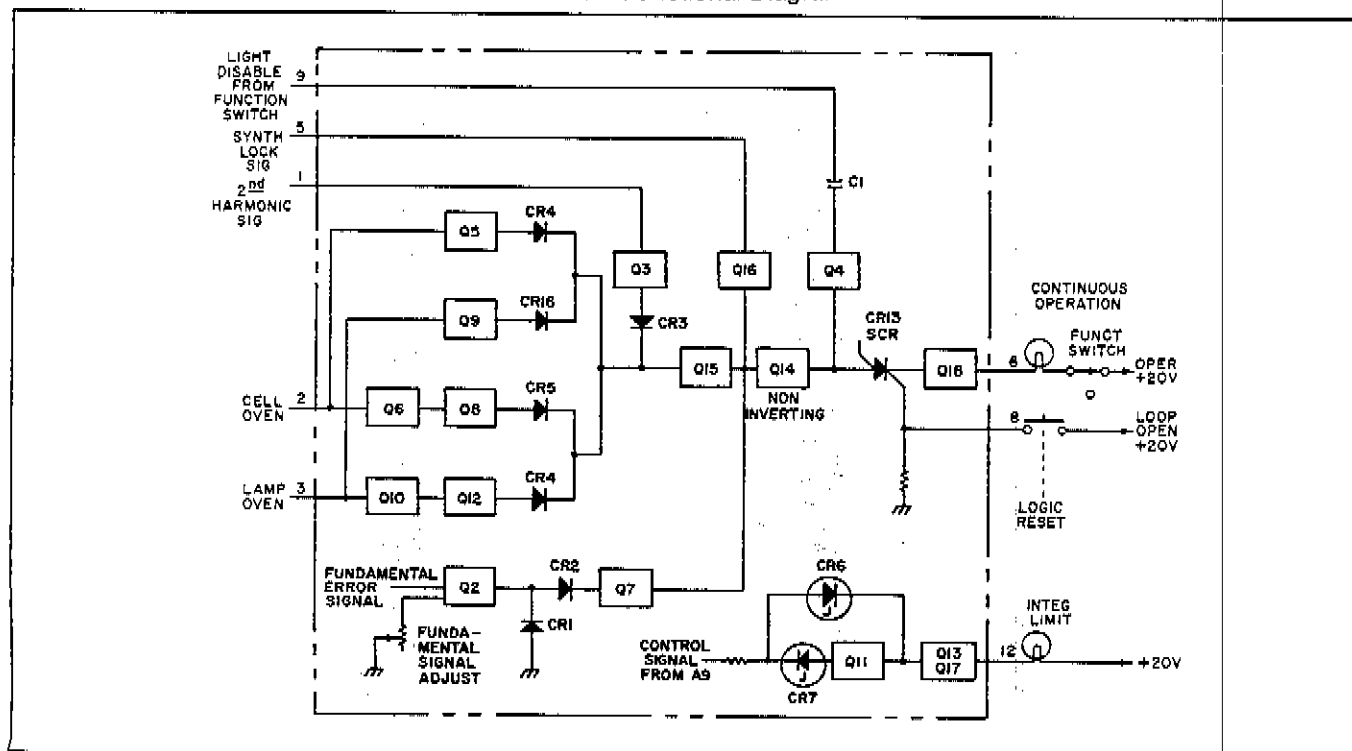 LIGHT
DISABLE
FROM
FUNCTION
SWITCH
9
SYNTH
LOCK
SIG
5
2nd
HARMONIC
SIG
1
CR4
Q5
C1
Q9
CR16
Q3
Q16
Q4
CR3
CONTINUOUS
OPERATION
CR13
SCR
FUNCT
SWITCH
CELL
OVEN
2
Q6
Q8
CR5
Q15
Q14
NON
INVERTING
Q18
6
OPER
+20V
8
LOOP
OPEN
+20V
LAMP
OVEN
3
Q10
Q12
CR4
LOGIC
RESET
FUNDAMENTAL
ERROR
SIGNAL
Q2
CR2
Q7
CR1
FUNDA-
MENTAL
SIGNAL
ADJUST
CR6
CONTROL
SIGNAL
FROM A9
CR7
Q11
Q13
Q17
12
INTEG
LIMIT
+20V